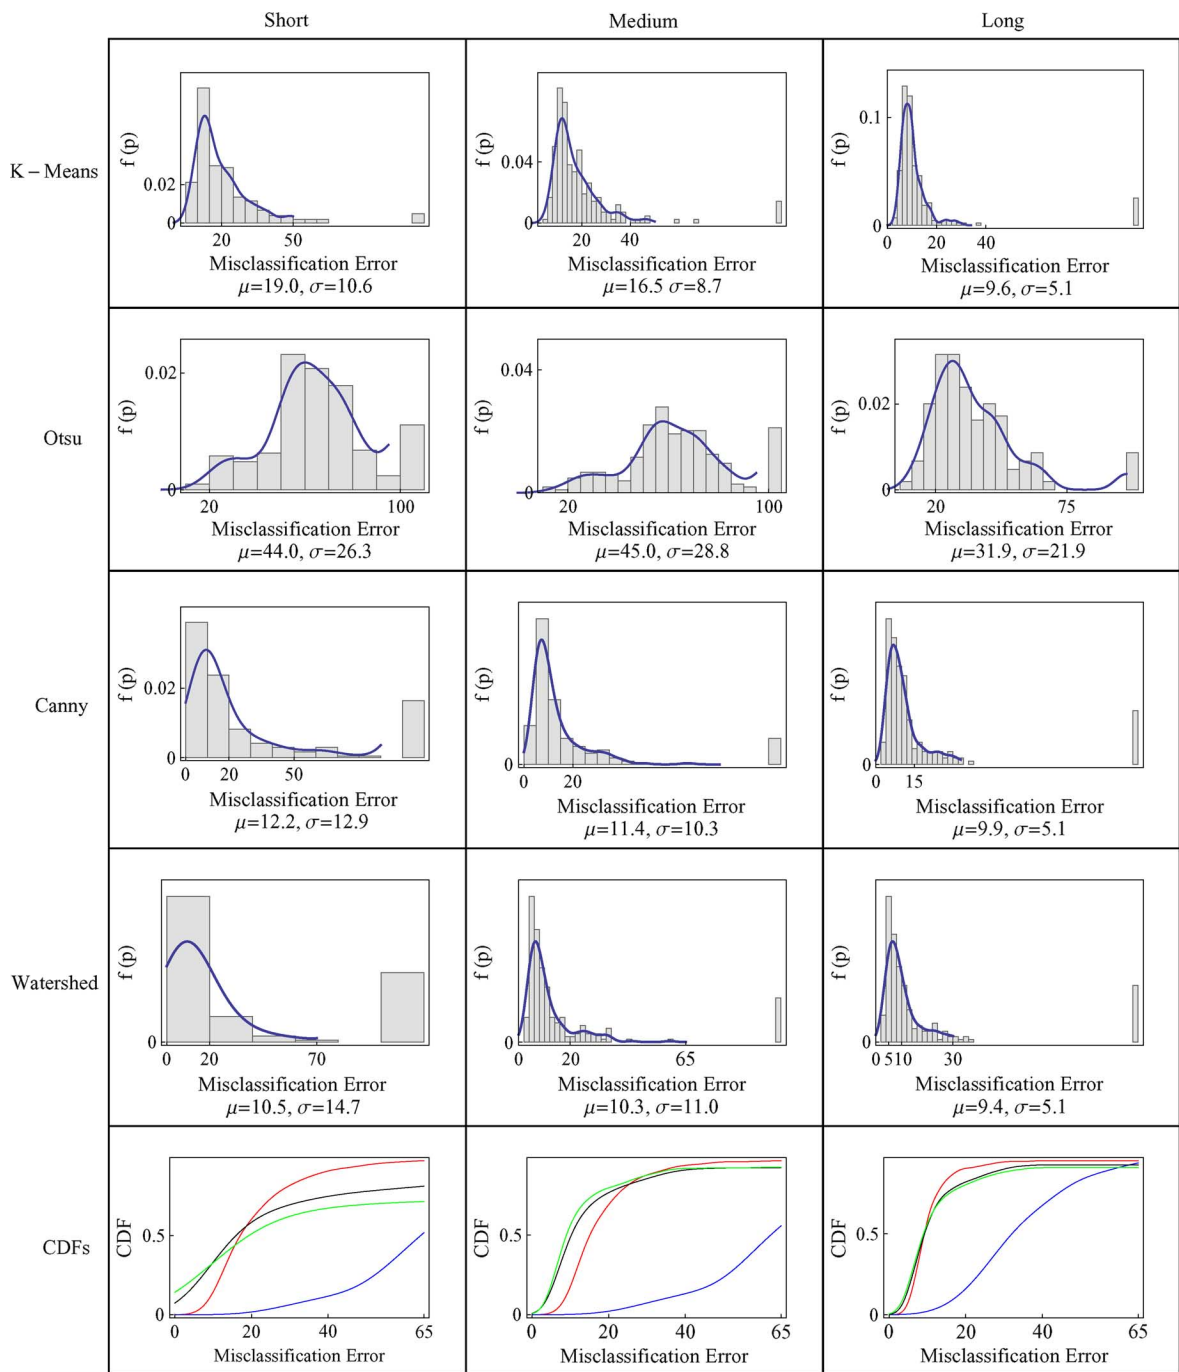 Short Medium Long
K – Means
f (p)
0.02
20 50
Misclassification Error
μ=19.0, σ=10.6
f (p)
0.04
0
20 40
Misclassification Error
μ=16.5 σ=8.7
f (p)
0.1
0
0 20 40
Misclassification Error
μ=9.6, σ=5.1
Otsu
f (p)
0.02
0
20 100
Misclassification Error
μ=44.0, σ=26.3
f (p)
0.04
0
20 100
Misclassification Error
μ=45.0, σ=28.8
f (p)
0.02
0
20 75
Misclassification Error
μ=31.9, σ=21.9
Canny
f (p)
0.02
0
0 20 50
Misclassification Error
μ=12.2, σ=12.9
f (p)
0
20
Misclassification Error
μ=11.4, σ=10.3
f (p)
0
0 15
Misclassification Error
μ=9.9, σ=5.1
Watershed
f (p)
0
0 20 70
Misclassification Error
μ=10.5, σ=14.7
f (p)
0
0 20 65
Misclassification Error
μ=10.3, σ=11.0
f (p)
0
0 510 30
Misclassification Error
μ=9.4, σ=5.1
CDFs
CDF
0.5
0
0 20 40 65
Misclassification Error
CDF
0.5
0
0 20 40 65
Misclassification Error
CDF
0.5
0
0 20 40 65
Misclassification Error